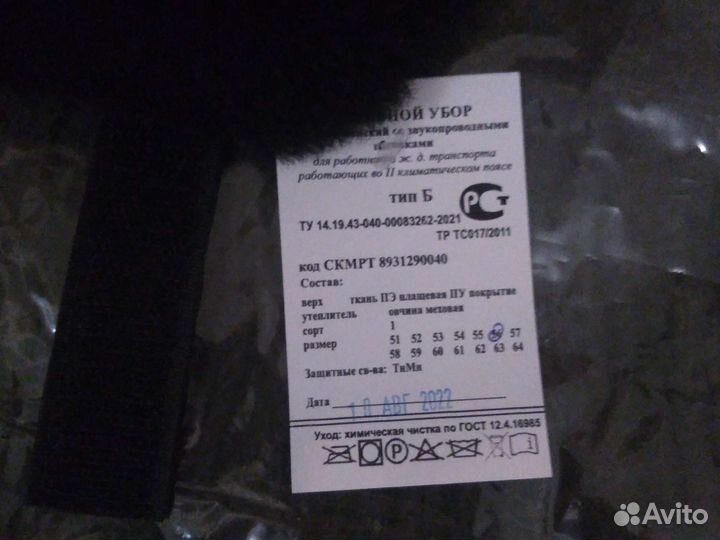 НОЙ УБОР
со звукопроводными
для работников ж. д. транспорта
работающих во II климатическом поясе
тип Б
РСТ
ТУ 14.19.43-040-00083262-2021
ТР ТС017/2011
код СКМРТ 8931290040
Состав:
верх ткань ПЭ плащевая ПУ покрытие
утеплитель овчина меховая
сорт 1
размер 51 52 53 54 55 56 57
58 59 60 61 62 63 64
Защитные св-ва: ТнМи
Дата 10 АВГ 2022
Уход: химическая чистка по ГОСТ 12.4.16985
P
Avito